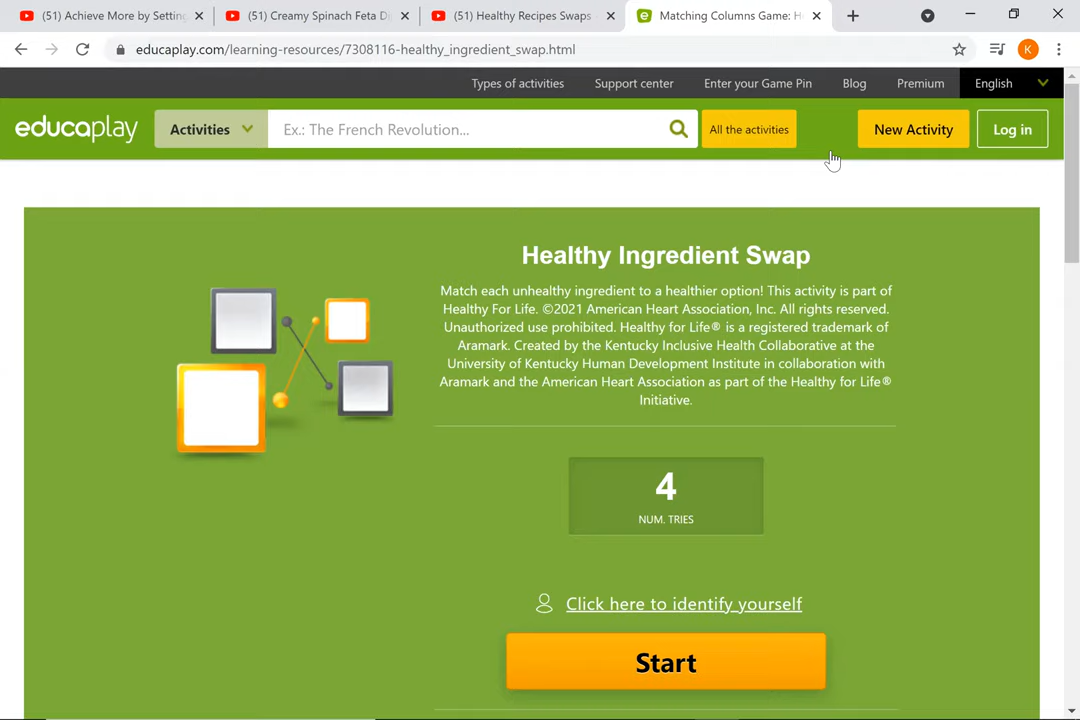 (51) Achieve More by Setting
(51) Creamy Spinach Feta Di
(51) Healthy Recipes Swaps -
Matching Columns Game: H
educaplay.com/learning-resources/7308116-healthy_ingredient_swap.html
K
Types of activities
Support center
Enter your Game Pin
Blog
Premium
English
educaplay
Activities
Ex.: The French Revolution...
All the activities
New Activity
Log in
Healthy Ingredient Swap
Match each unhealthy ingredient to a healthier option! This activity is part of
Healthy For Life. ©2021 American Heart Association, Inc. All rights reserved.
Unauthorized use prohibited. Healthy for Life® is a registered trademark of
Aramark. Created by the Kentucky Inclusive Health Collaborative at the
University of Kentucky Human Development Institute in collaboration with
Aramark and the American Heart Association as part of the Healthy for Life®
Initiative.
4
NUM. TRIES
Click here to identify yourself
Start